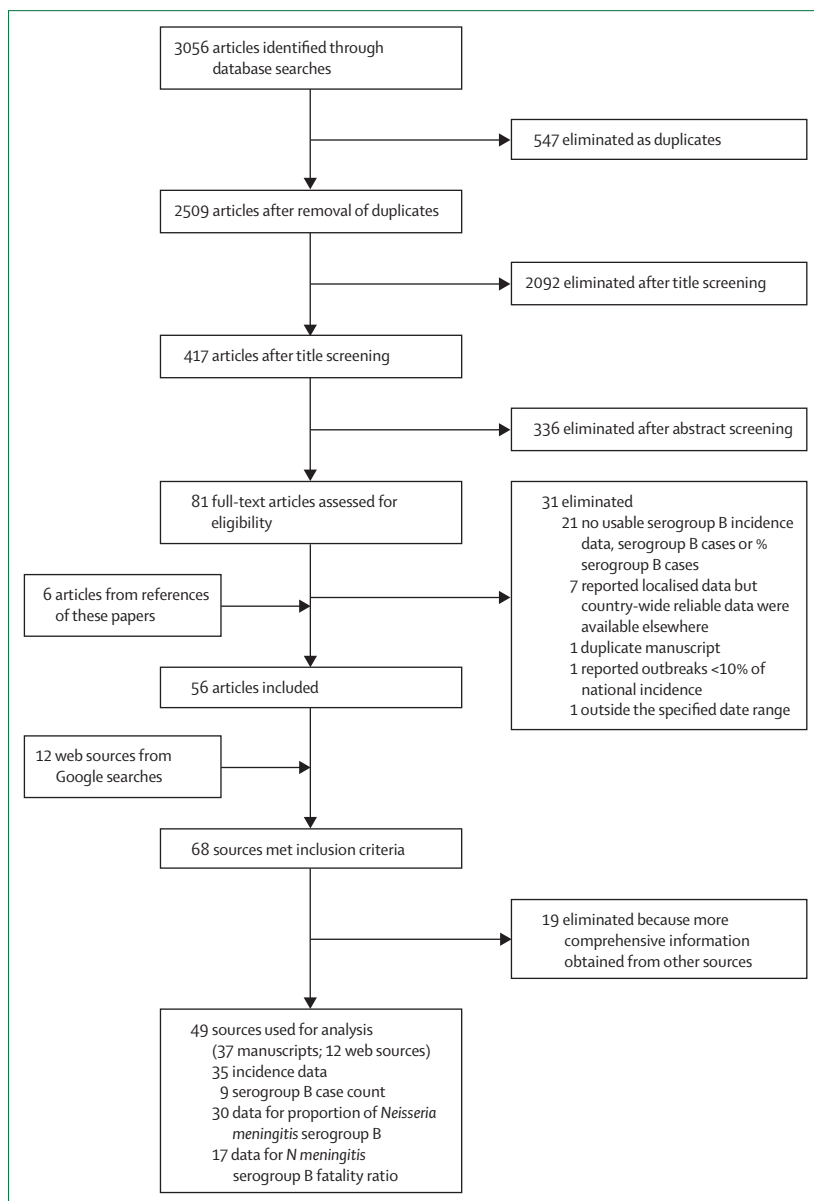 3056 articles identified through
database searches
547 eliminated as duplicates
2509 articles after removal of duplicates
2092 eliminated after title screening
417 articles after title screening
336 eliminated after abstract screening
81 full-text articles assessed for
eligibility
31 eliminated
21 no usable serogroup B incidence
data, serogroup B cases or %
serogroup B cases
7 reported localised data but
country-wide reliable data were
available elsewhere
1 duplicate manuscript
1 reported outbreaks <10% of
national incidence
1 outside the specified date range
6 articles from references
of these papers
56 articles included
12 web sources from
Google searches
68 sources met inclusion criteria
19 eliminated because more
comprehensive information
obtained from other sources
49 sources used for analysis
(37 manuscripts; 12 web sources)
35 incidence data
9 serogroup B case count
30 data for proportion of Neisseria
meningitis serogroup B
17 data for N meningitis
serogroup B fatality ratio